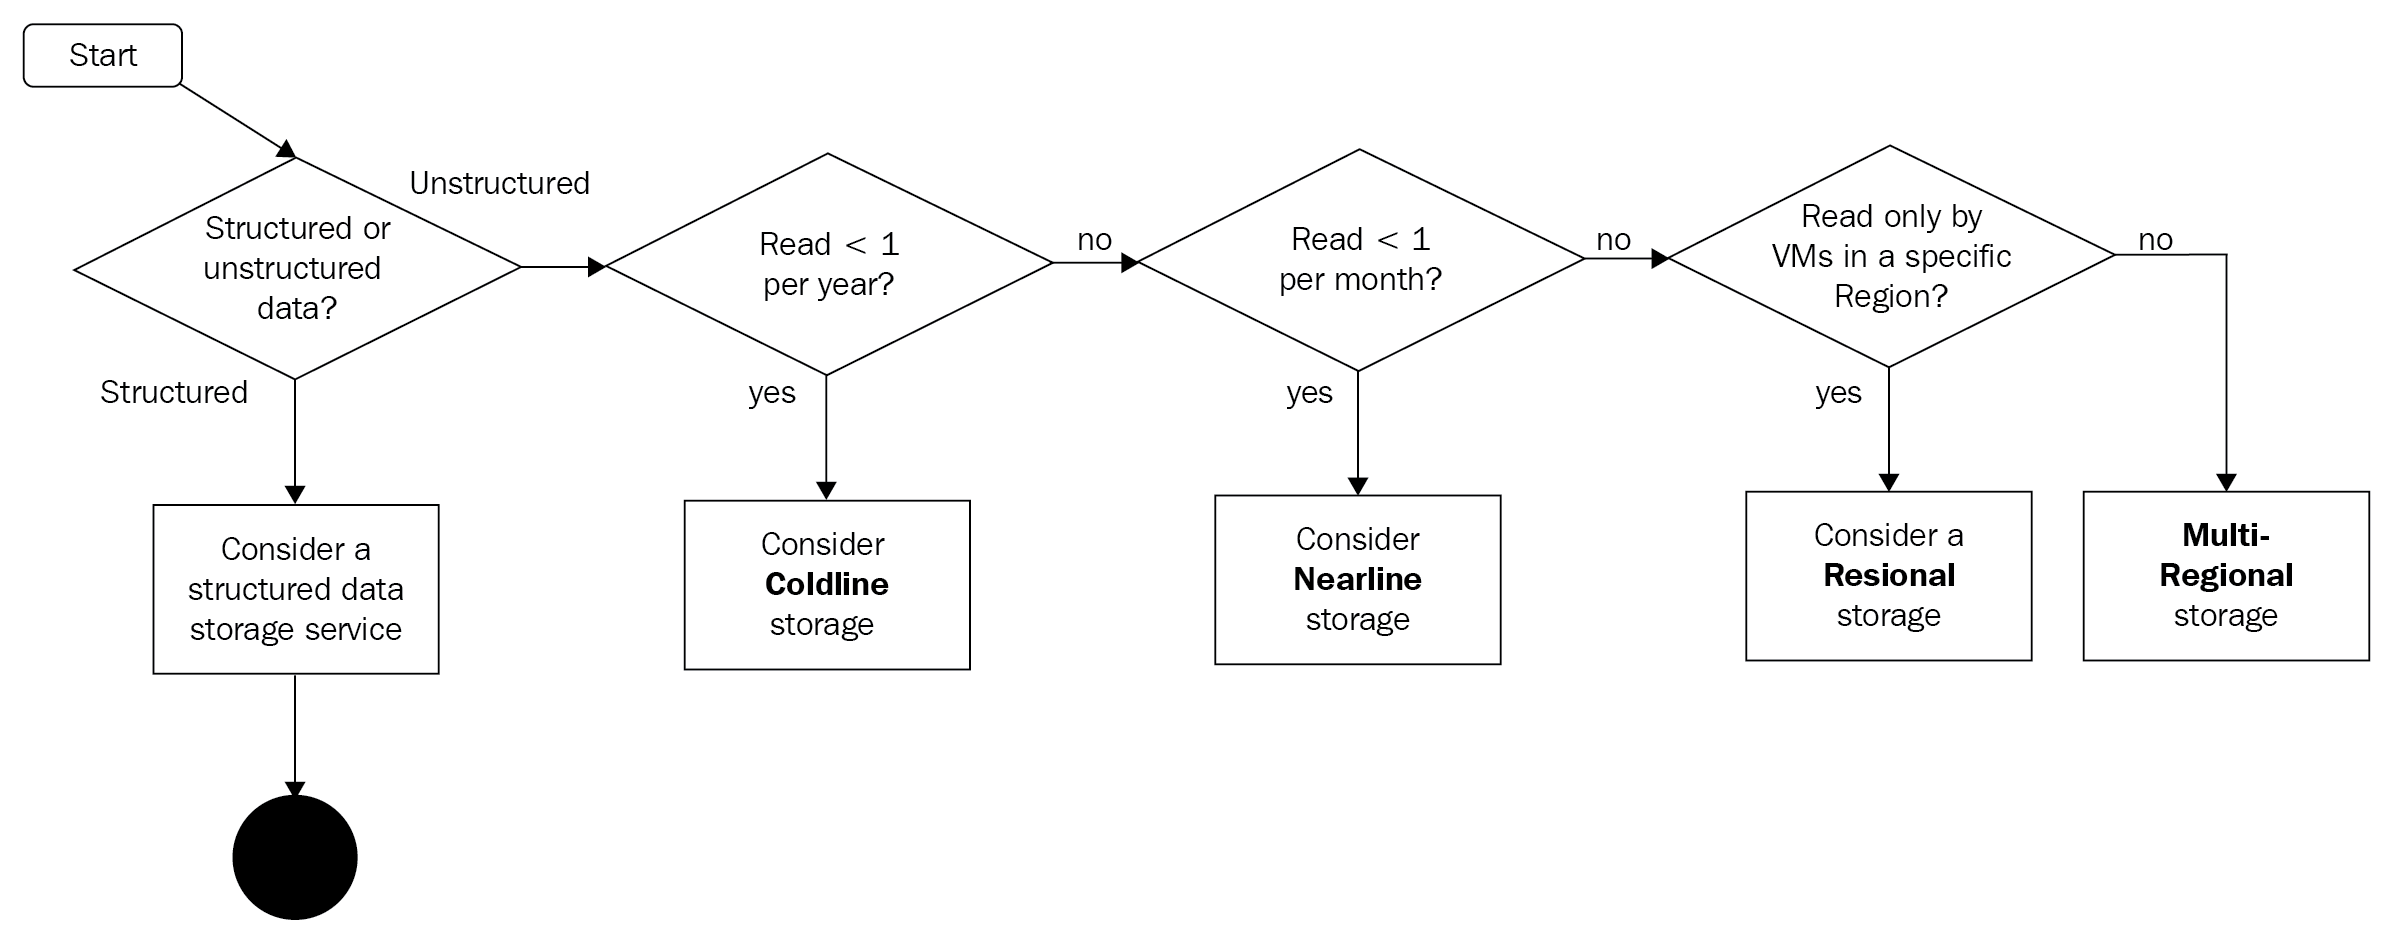 Start
Structured or
unstructured
data?
Unstructured
Structured
Consider a
structured data
storage service
Read < 1
per year?
no
yes
Consider
Coldline
storage
Read < 1
per month?
no
yes
Consider
Nearline
storage
Read only by
VMs in a specific
Region?
no
yes
Consider a
Resional
storage
Multi-
Regional
storage